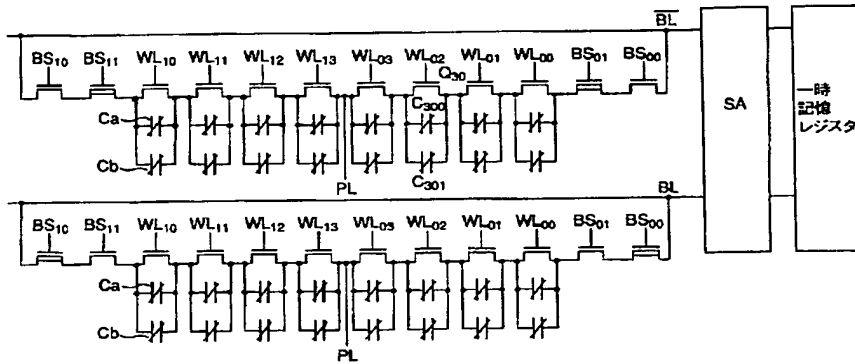 BL
BS10 BS11 WL10 WL11 WL12 WL13 WL03 WL02 WL01 WL00 BS01 BS00
Q30
C300
Ca
Cb
C301
PL
SA
一時
記憶
レジスタ
BL
BS10 BS11 WL10 WL11 WL12 WL13 WL03 WL02 WL01 WL00 BS01 BS00
Ca
Cb
PL